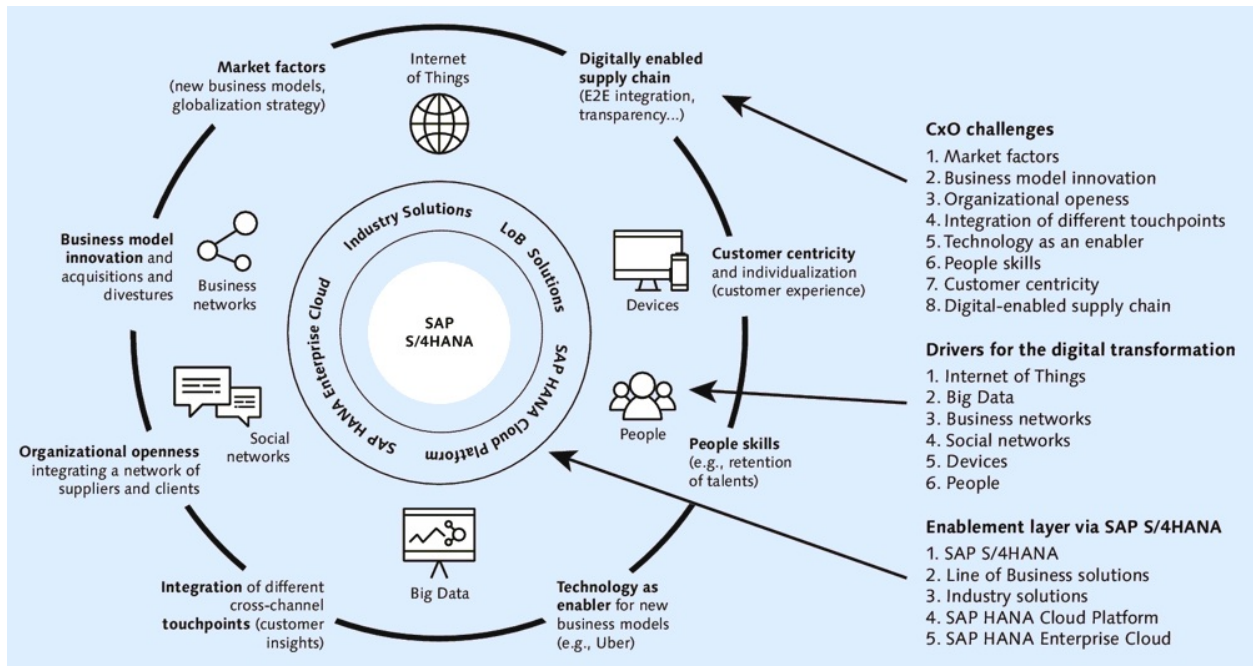 Market factors
(new business models,
globalization strategy)
Internet
of Things
Digitally enabled
supply chain
(E2E integration,
transparency...)
Business model
innovation and
acquisitions and
divestures
Business
networks
Industry Solutions
LoB Solutions
SAP HANA Cloud Platform
SAP HANA Enterprise Cloud
SAP
S/4HANA
Devices
Customer centricity
and individualization
(customer experience)
Social
networks
Organizational openness
integrating a network of
suppliers and clients
People
People skills
(e.g., retention
of talents)
Integration of different
cross-channel
touchpoints (customer
insights)
Big Data
Technology as
enabler for new
business models
(e.g., Uber)
CxO challenges
1. Market factors
2. Business model innovation
3. Organizational openess
4. Integration of different touchpoints
5. Technology as an enabler
6. People skills
7. Customer centricity
8. Digital-enabled supply chain
Drivers for the digital transformation
1. Internet of Things
2. Big Data
3. Business networks
4. Social networks
5. Devices
6. People
Enablement layer via SAP S/4HANA
1. SAP S/4HANA
2. Line of Business solutions
3. Industry solutions
4. SAP HANA Cloud Platform
5. SAP HANA Enterprise Cloud